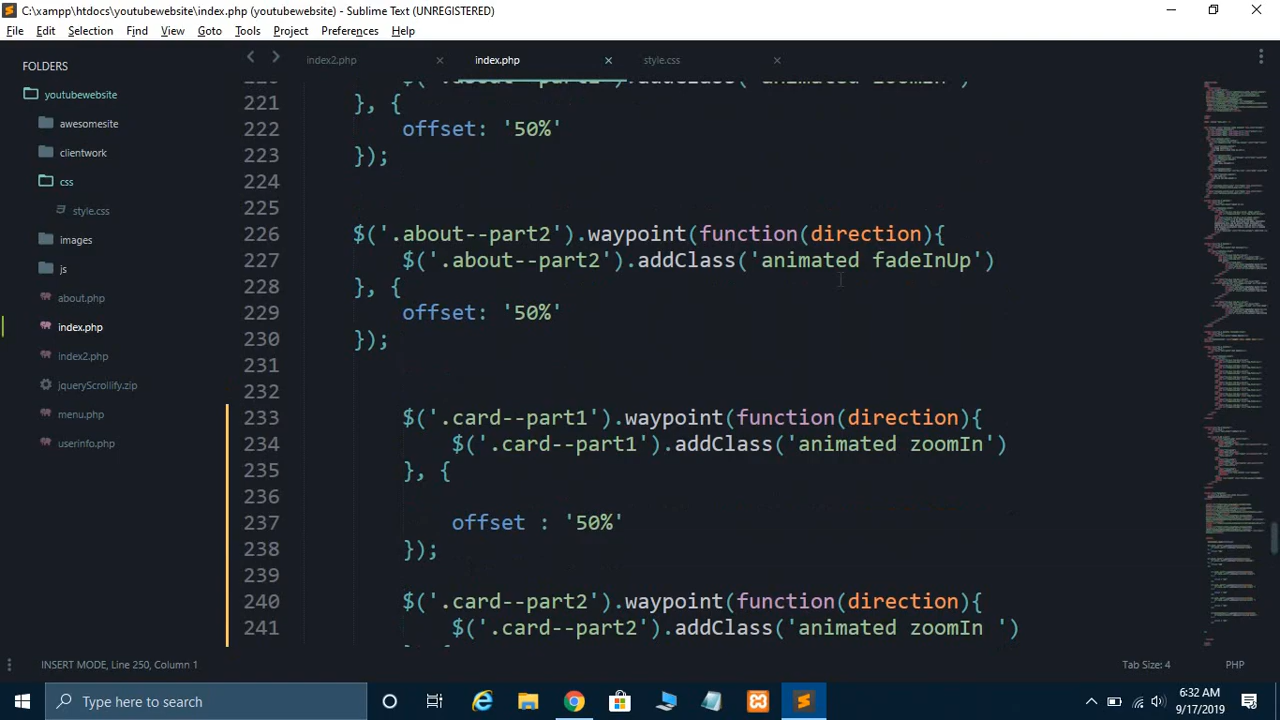 C:\xampp\htdocs\youtubewebsite\index.php (youtubewebsite) - Sublime Text (UNREGISTERED)
File Edit Selection Find View Goto Tools Project Preferences Help
FOLDERS
youtubewebsite
awesomesite
clientwork
css
style.css
images
js
about.php
index.php
index2.php
jqueryScrollify.zip
menu.php
userinfo.php
index2.php × index.php × style.css ×
221 }, {
222 offset: '50%'
223 });
224
225
226 $('.about--part2').waypoint(function(direction){
227 $('.about--part2').addClass('animated fadeInUp')
228 }, {
229 offset: '50%'
230 });
231
232
233 $('.card--part1').waypoint(function(direction){
234 $('.card--part1').addClass('animated zoomIn')
235 }, {
236
237 offset : '50%'
238 });
239
240 $('.card--part2').waypoint(function(direction){
241 $('.card--part2').addClass('animated zoomIn ')
INSERT MODE, Line 250, Column 1 Tab Size: 4 PHP
Type here to search
6:32 AM
9/17/2019